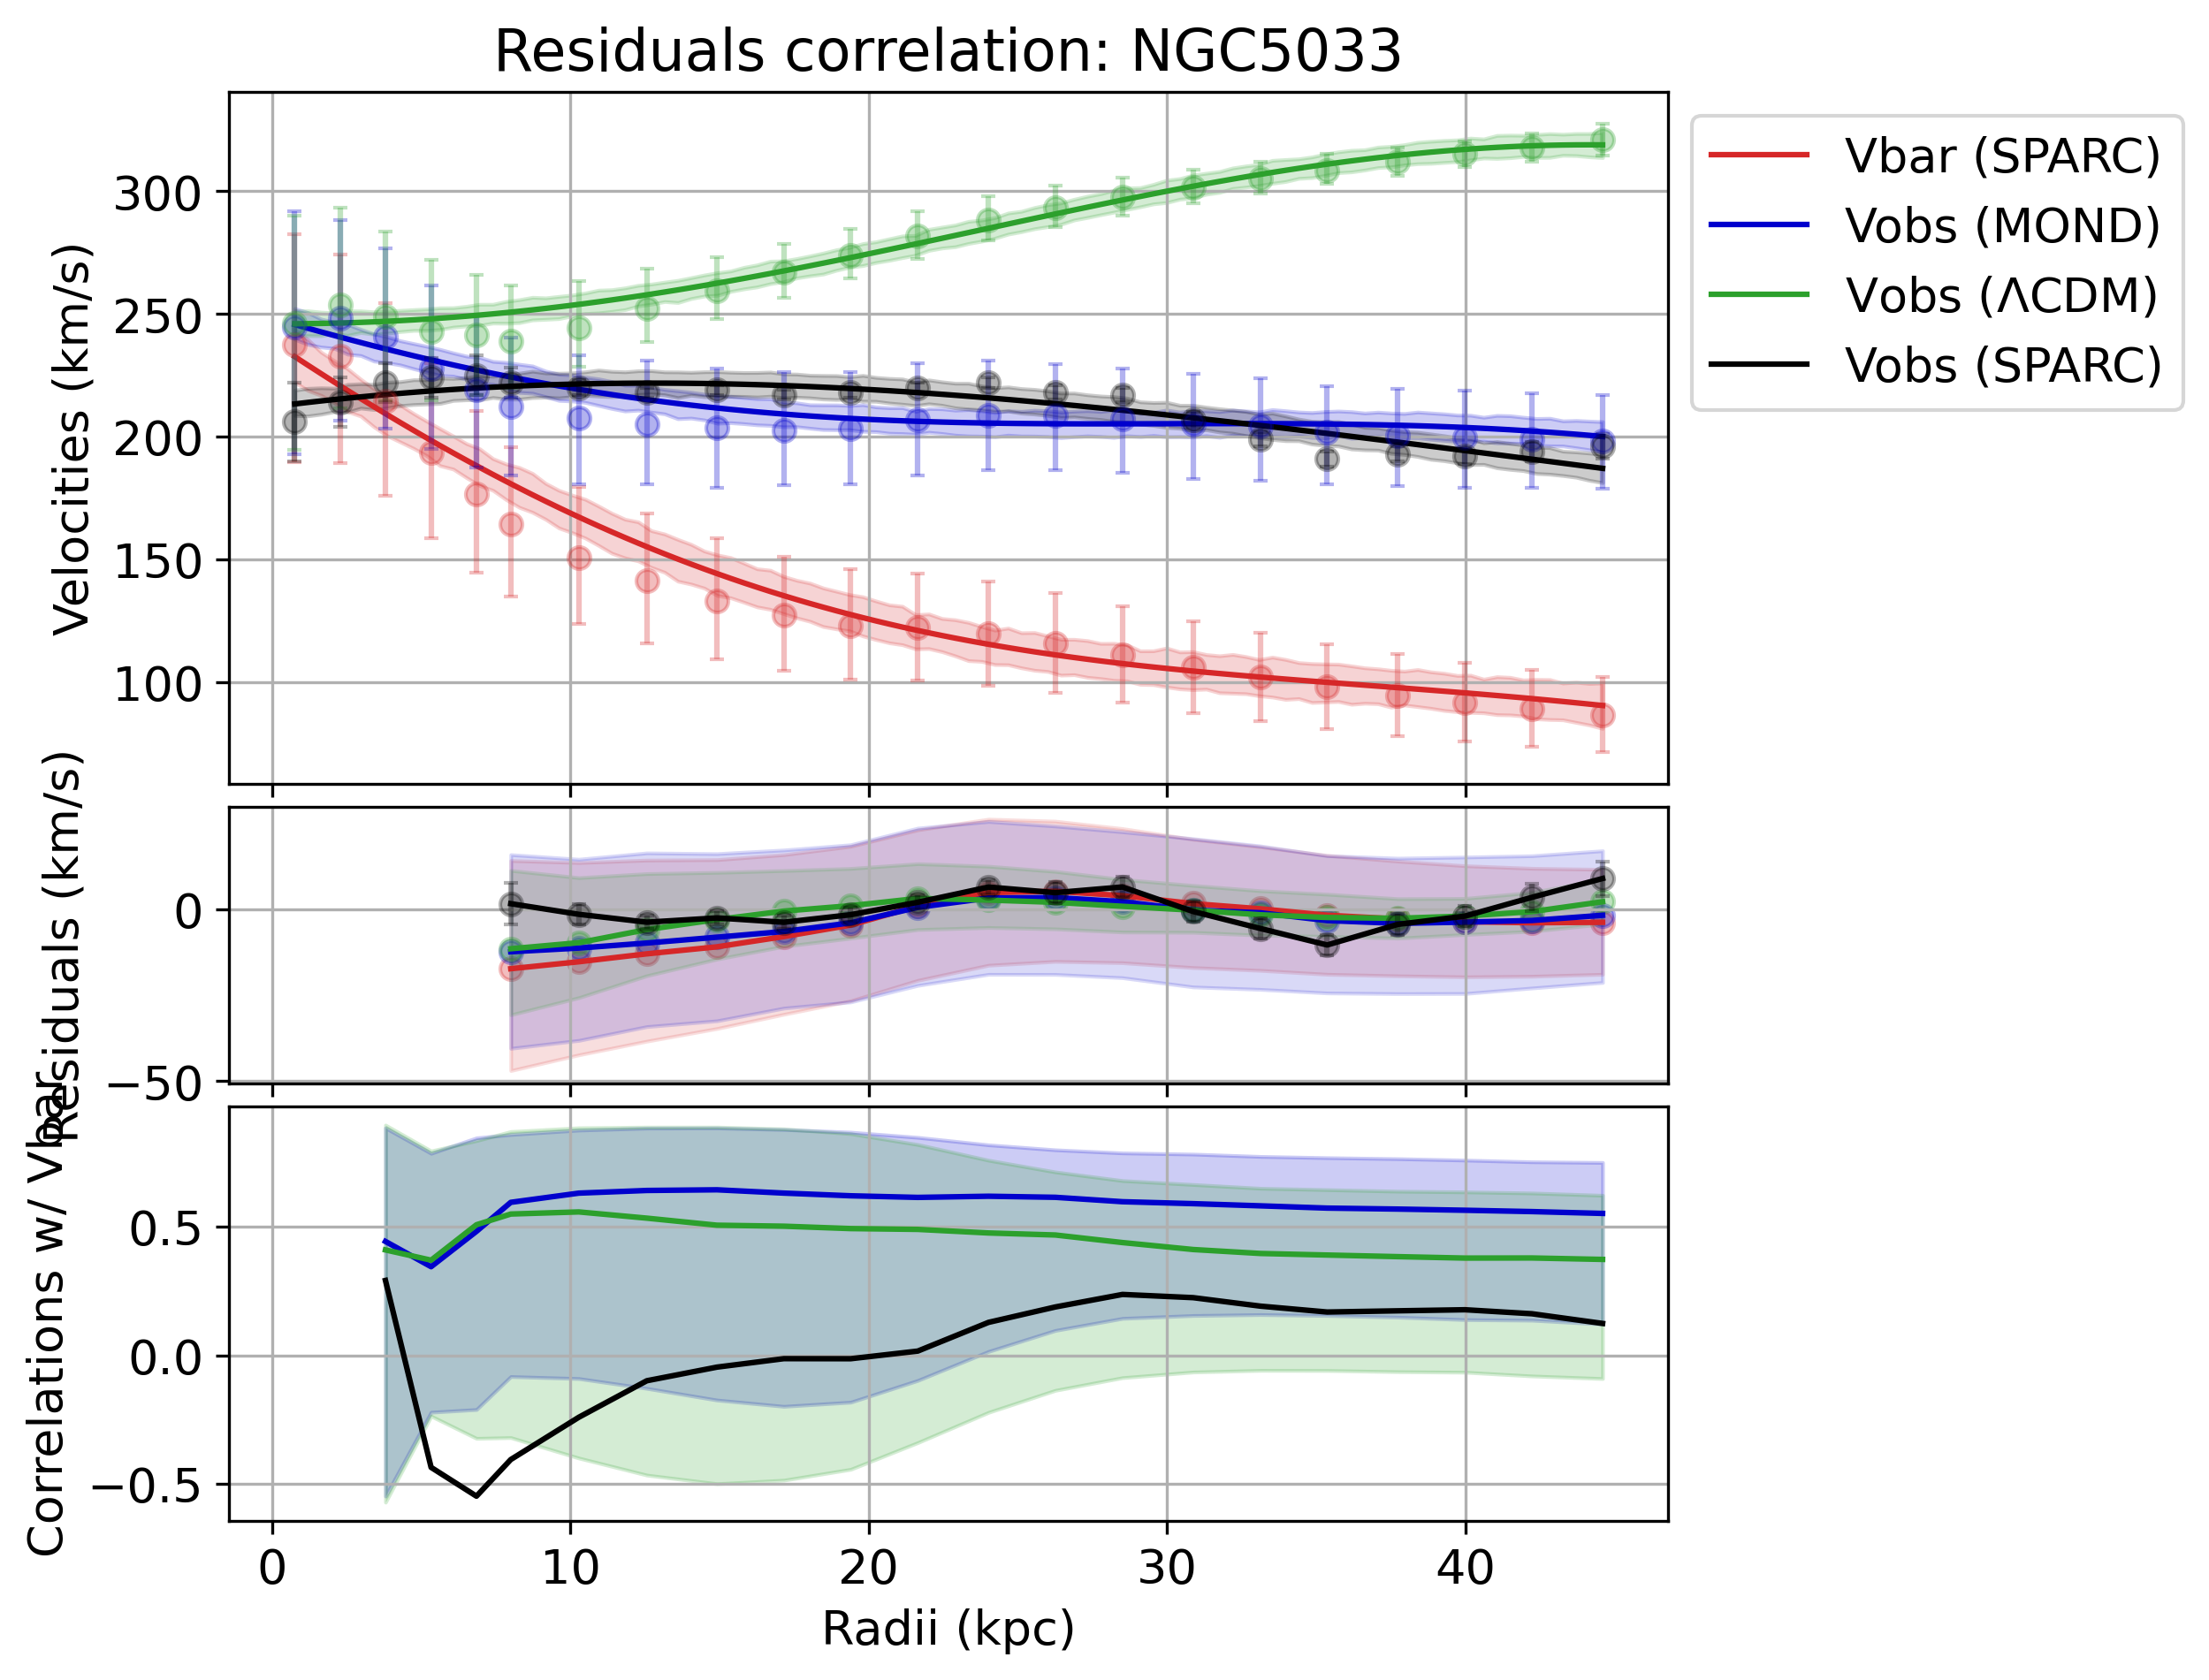 Residuals correlation: NGC5033
Velocities (km/s)
300
250
200
150
100
Vbar (SPARC)
Vobs (MOND)
Vobs (ΛCDM)
Vobs (SPARC)
Residuals (km/s)
0
−50
Correlations w/ Vbar
0.5
0.0
−0.5
0 10 20 30 40
Radii (kpc)